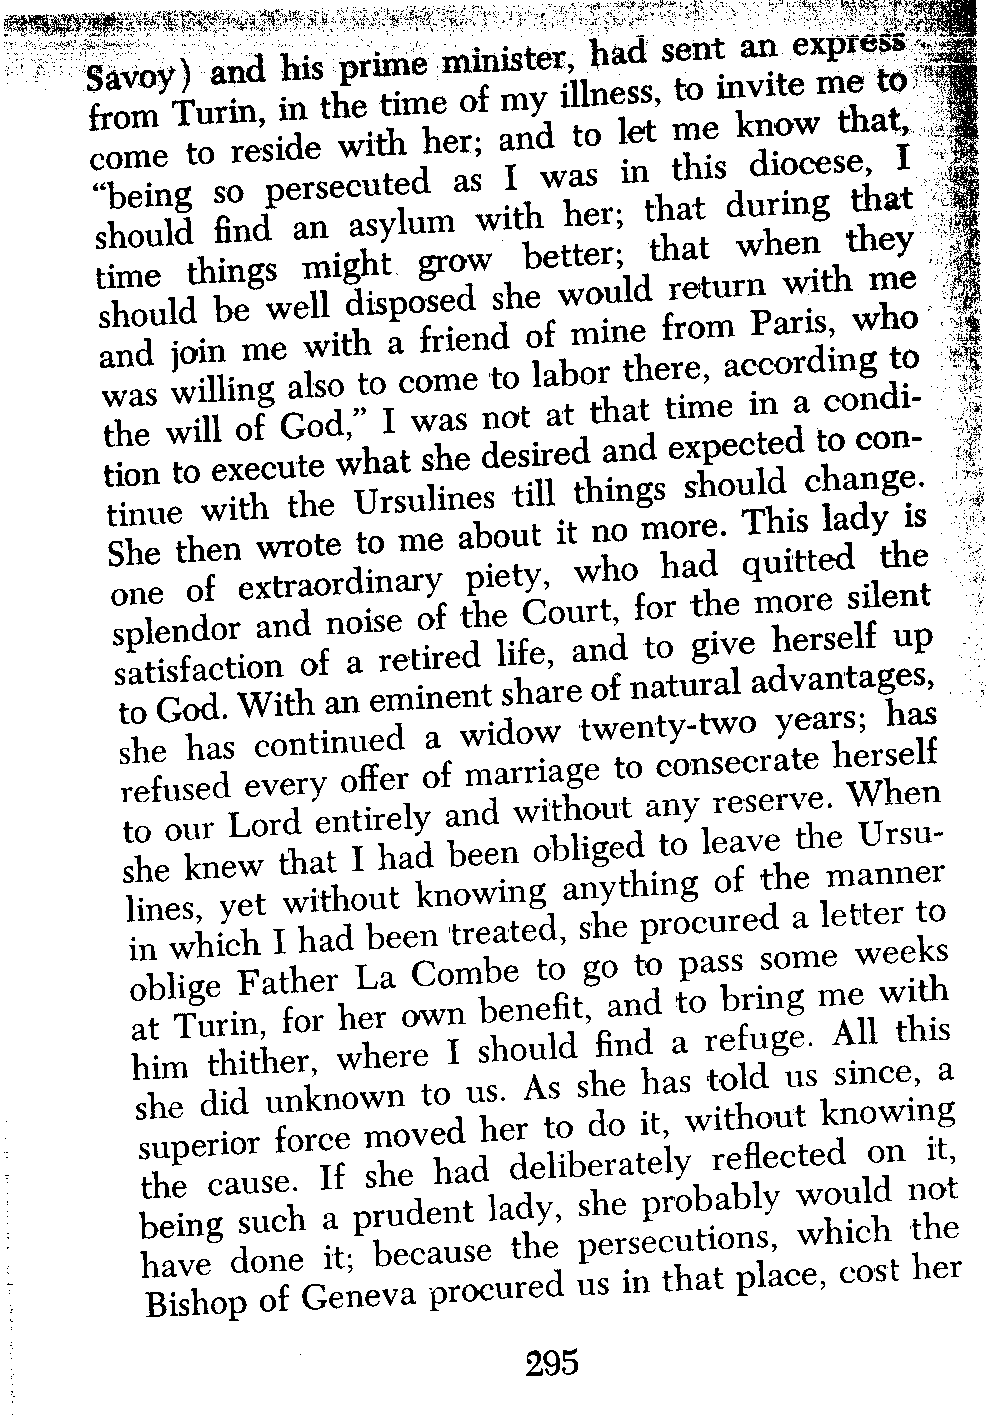 Savoy) and his prime minister, had sent an express
from Turin, in the time of my illness, to invite me to
come to reside with her; and to let me know that,
“being so persecuted as I was in this diocese, I
should find an asylum with her; that during that
time things might grow better; that when they
should be well disposed she would return with me
and join me with a friend of mine from Paris, who
was willing also to come to labor there, according to
the will of God,” I was not at that time in a condi-
tion to execute what she desired and expected to con-
tinue with the Ursulines till things should change.
She then wrote to me about it no more. This lady is
one of extraordinary piety, who had quitted the
splendor and noise of the Court, for the more silent
satisfaction of a retired life, and to give herself up
to God. With an eminent share of natural advantages,
she has continued a widow twenty-two years; has
refused every offer of marriage to consecrate herself
to our Lord entirely and without any reserve. When
she knew that I had been obliged to leave the Ursu-
lines, yet without knowing anything of the manner
in which I had been treated, she procured a letter to
oblige Father La Combe to go to pass some weeks
at Turin, for her own benefit, and to bring me with
him thither, where I should find a refuge. All this
she did unknown to us. As she has told us since, a
superior force moved her to do it, without knowing
the cause. If she had deliberately reflected on it,
being such a prudent lady, she probably would not
have done it; because the persecutions, which the
Bishop of Geneva procured us in that place, cost her
295